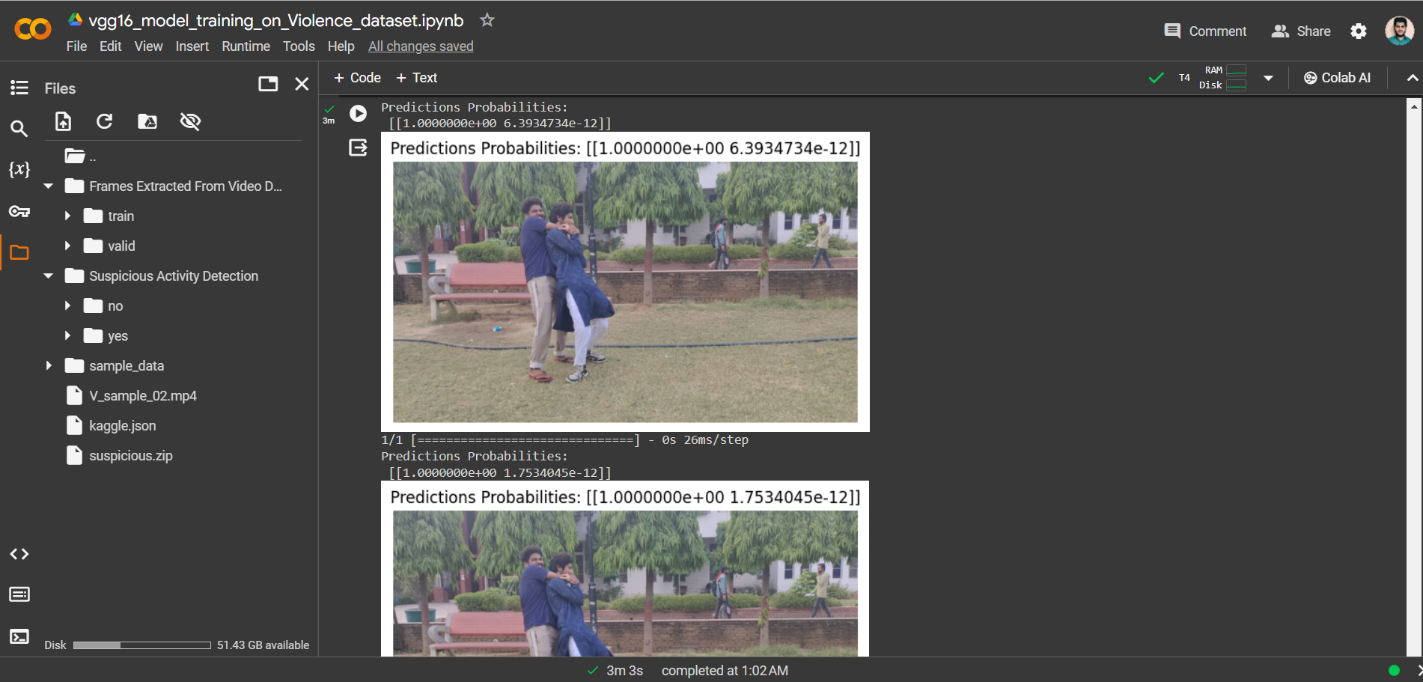 vgg16_model_training_on_Violence_dataset.ipynb
File Edit View Insert Runtime Tools Help All changes saved
Comment Share
Files
+ Code + Text
T4 RAM Disk
Colab AI
{x}
..
Frames Extracted From Video D...
train
valid
Suspicious Activity Detection
no
yes
sample_data
V_sample_02.mp4
kaggle.json
suspicious.zip
Disk 51.43 GB available
3m
Predictions Probabilities:
[[1.0000000e+00 6.3934734e-12]]
Predictions Probabilities: [[1.0000000e+00 6.3934734e-12]]
1/1 [==============================] - 0s 26ms/step
Predictions Probabilities:
[[1.0000000e+00 1.7534045e-12]]
Predictions Probabilities: [[1.0000000e+00 1.7534045e-12]]
3m 3s completed at 1:02 AM